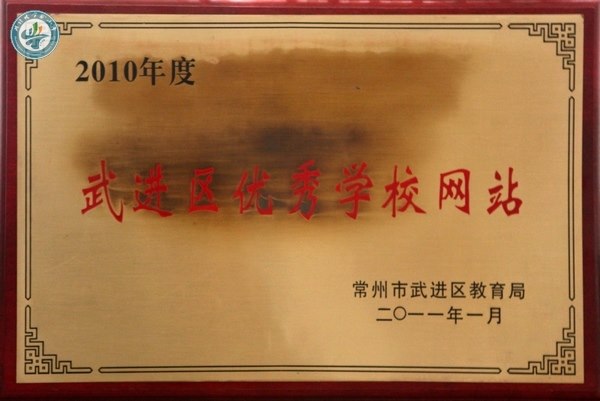 2010年度
武进区优秀学校网站
常州市武进区教育局
二〇一一年一月